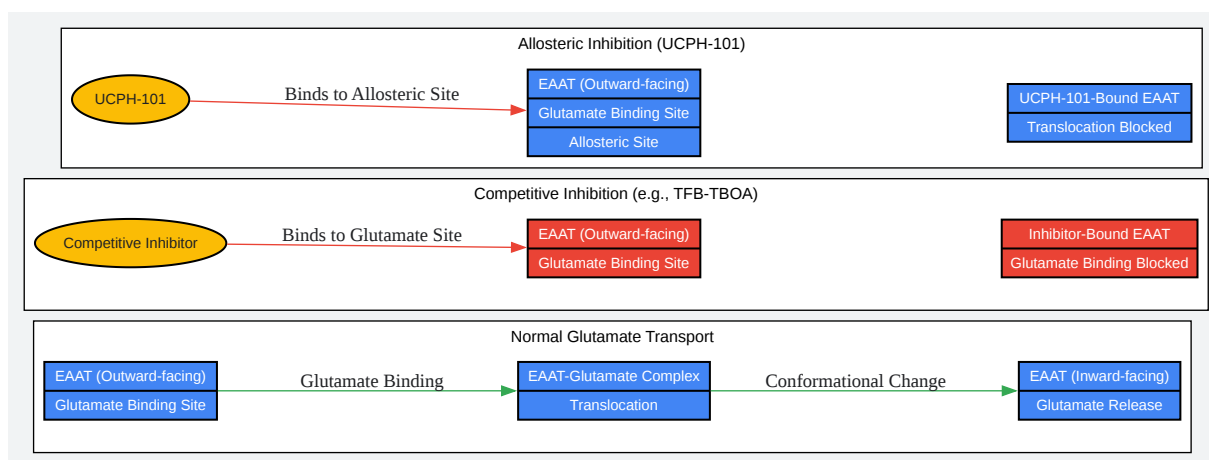 Allosteric Inhibition (UCPH-101)
UCPH-101
Binds to Allosteric Site
EAAT (Outward-facing)
Glutamate Binding Site
Allosteric Site
UCPH-101-Bound EAAT
Translocation Blocked
Competitive Inhibition (e.g., TFB-TBOA)
Competitive Inhibitor
Binds to Glutamate Site
EAAT (Outward-facing)
Glutamate Binding Site
Inhibitor-Bound EAAT
Glutamate Binding Blocked
Normal Glutamate Transport
EAAT (Outward-facing)
Glutamate Binding Site
Glutamate Binding
EAAT-Glutamate Complex
Translocation
Conformational Change
EAAT (Inward-facing)
Glutamate Release